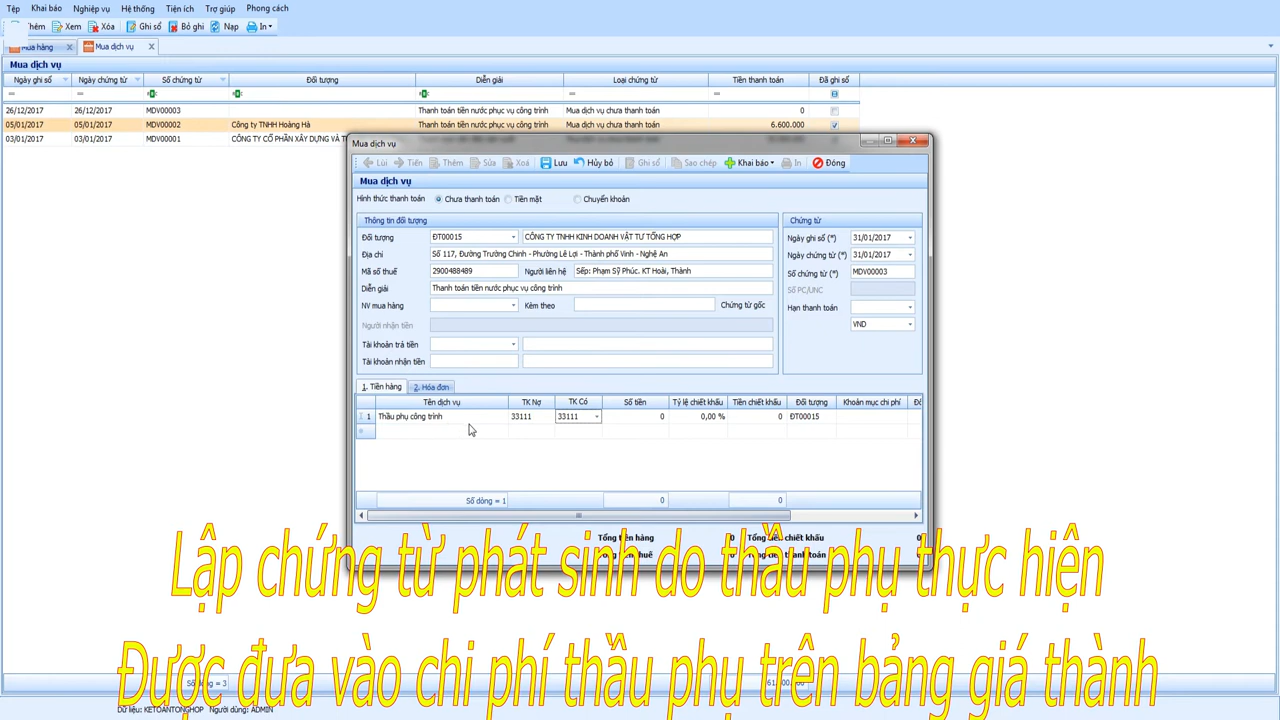 Tệp Khai báo Nghiệp vụ Hệ thống Tiện ích Trợ giúp Phong cách
Thêm Xem Xóa Ghi sổ Bỏ ghi Nạp In
Mua hàng Mua dịch vụ
Mua dịch vụ
Ngày ghi sổ Ngày chứng từ Số chứng từ Đối tượng Diễn giải Loại chứng từ Tiền thanh toán Đã ghi sổ
26/12/2017 26/12/2017 MDV00003 Thanh toán tiền nước phục vụ công trình Mua dịch vụ chưa thanh toán 0
05/01/2017 05/01/2017 MDV00002 Công ty TNHH Hoàng Hà Thanh toán tiền nước phục vụ công trình Mua dịch vụ chưa thanh toán 6.600.000
03/01/2017 03/01/2017 MDV00001 CÔNG TY CỔ PHẦN XÂY DỰNG VÀ
Mua dịch vụ
Lùi Tiến Thêm Sửa Xoá Lưu Hủy bỏ Ghi sổ Sao chép Khai báo In Đóng
Mua dịch vụ
Hình thức thanh toán Chưa thanh toán Tiền mặt Chuyển khoản
Thông tin đối tượng Chứng từ
Đối tượng ĐT00015 CÔNG TY TNHH KINH DOANH VẬT TƯ TỔNG HỢP Ngày ghi sổ (*) 31/01/2017
Địa chỉ Số 117, Đường Trường Chinh - Phường Lê Lợi - Thành phố Vinh - Nghệ An Ngày chứng từ (*) 31/01/2017
Mã số thuế 2900488489 Người liên hệ Sếp: Phạm Sỹ Phúc. KT Hoài, Thành Số chứng từ (*) MDV00003
Diễn giải Thanh toán tiền nước phục vụ công trình Số PC/UNC
NV mua hàng Kèm theo Chứng từ gốc Hạn thanh toán
Người nhận tiền VND
Tài khoản trả tiền
Tài khoản nhận tiền
1. Tiền hàng 2. Hóa đơn
Tên dịch vụ TK Nợ TK Có Số tiền Tỷ lệ chiết khấu Tiền chiết khấu Đối tượng Khoản mục chi phí
1 Thầu phụ công trình 33111 33111 0 0,00 % 0 ĐT00015
Số dòng = 1 0 0
Tổng tiền hàng 0 Tổng tiền chiết khấu 0
Lập chứng từ phát sinh do thầu phụ thực hiện
Được đưa vào chi phí thầu phụ trên bảng giá thành
Số dòng = 3
Dữ liệu: KETOANTONGHOP Người dùng: ADMIN